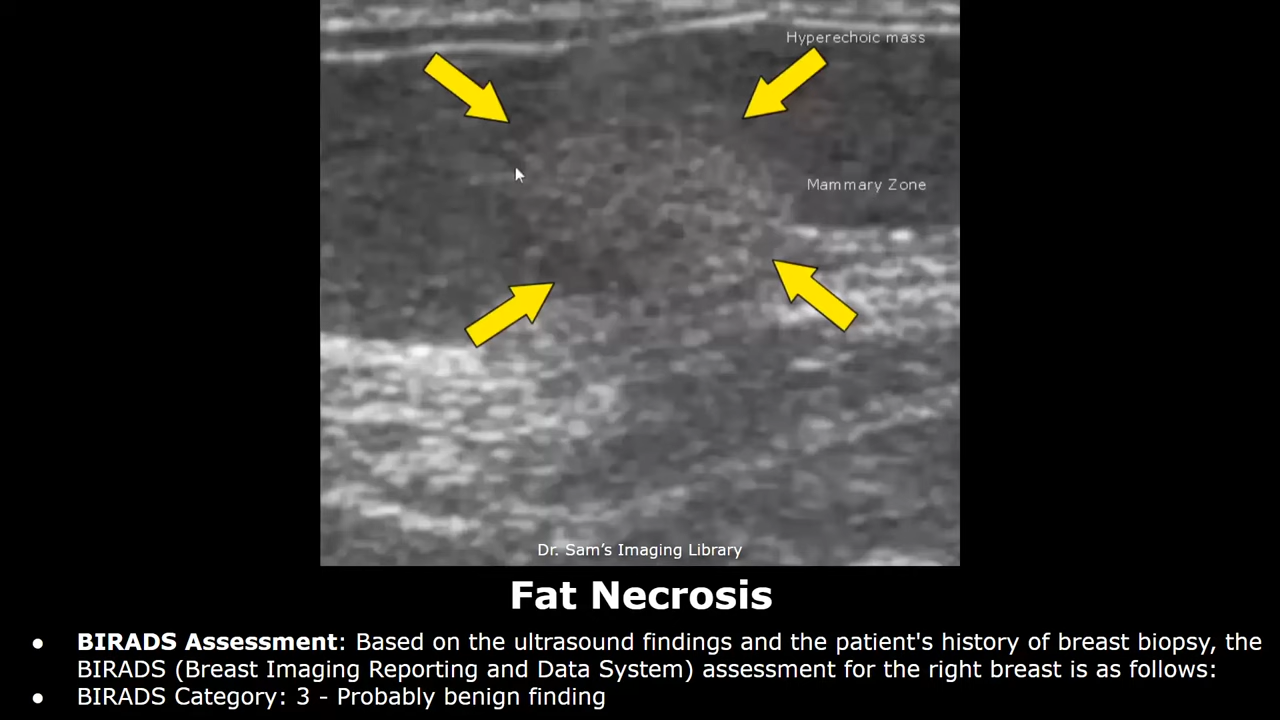 Hyperechoic mass
Mammary Zone
Dr. Sam’s Imaging Library
Fat Necrosis
● BIRADS Assessment: Based on the ultrasound findings and the patient's history of breast biopsy, the
BIRADS (Breast Imaging Reporting and Data System) assessment for the right breast is as follows:
● BIRADS Category: 3 - Probably benign finding